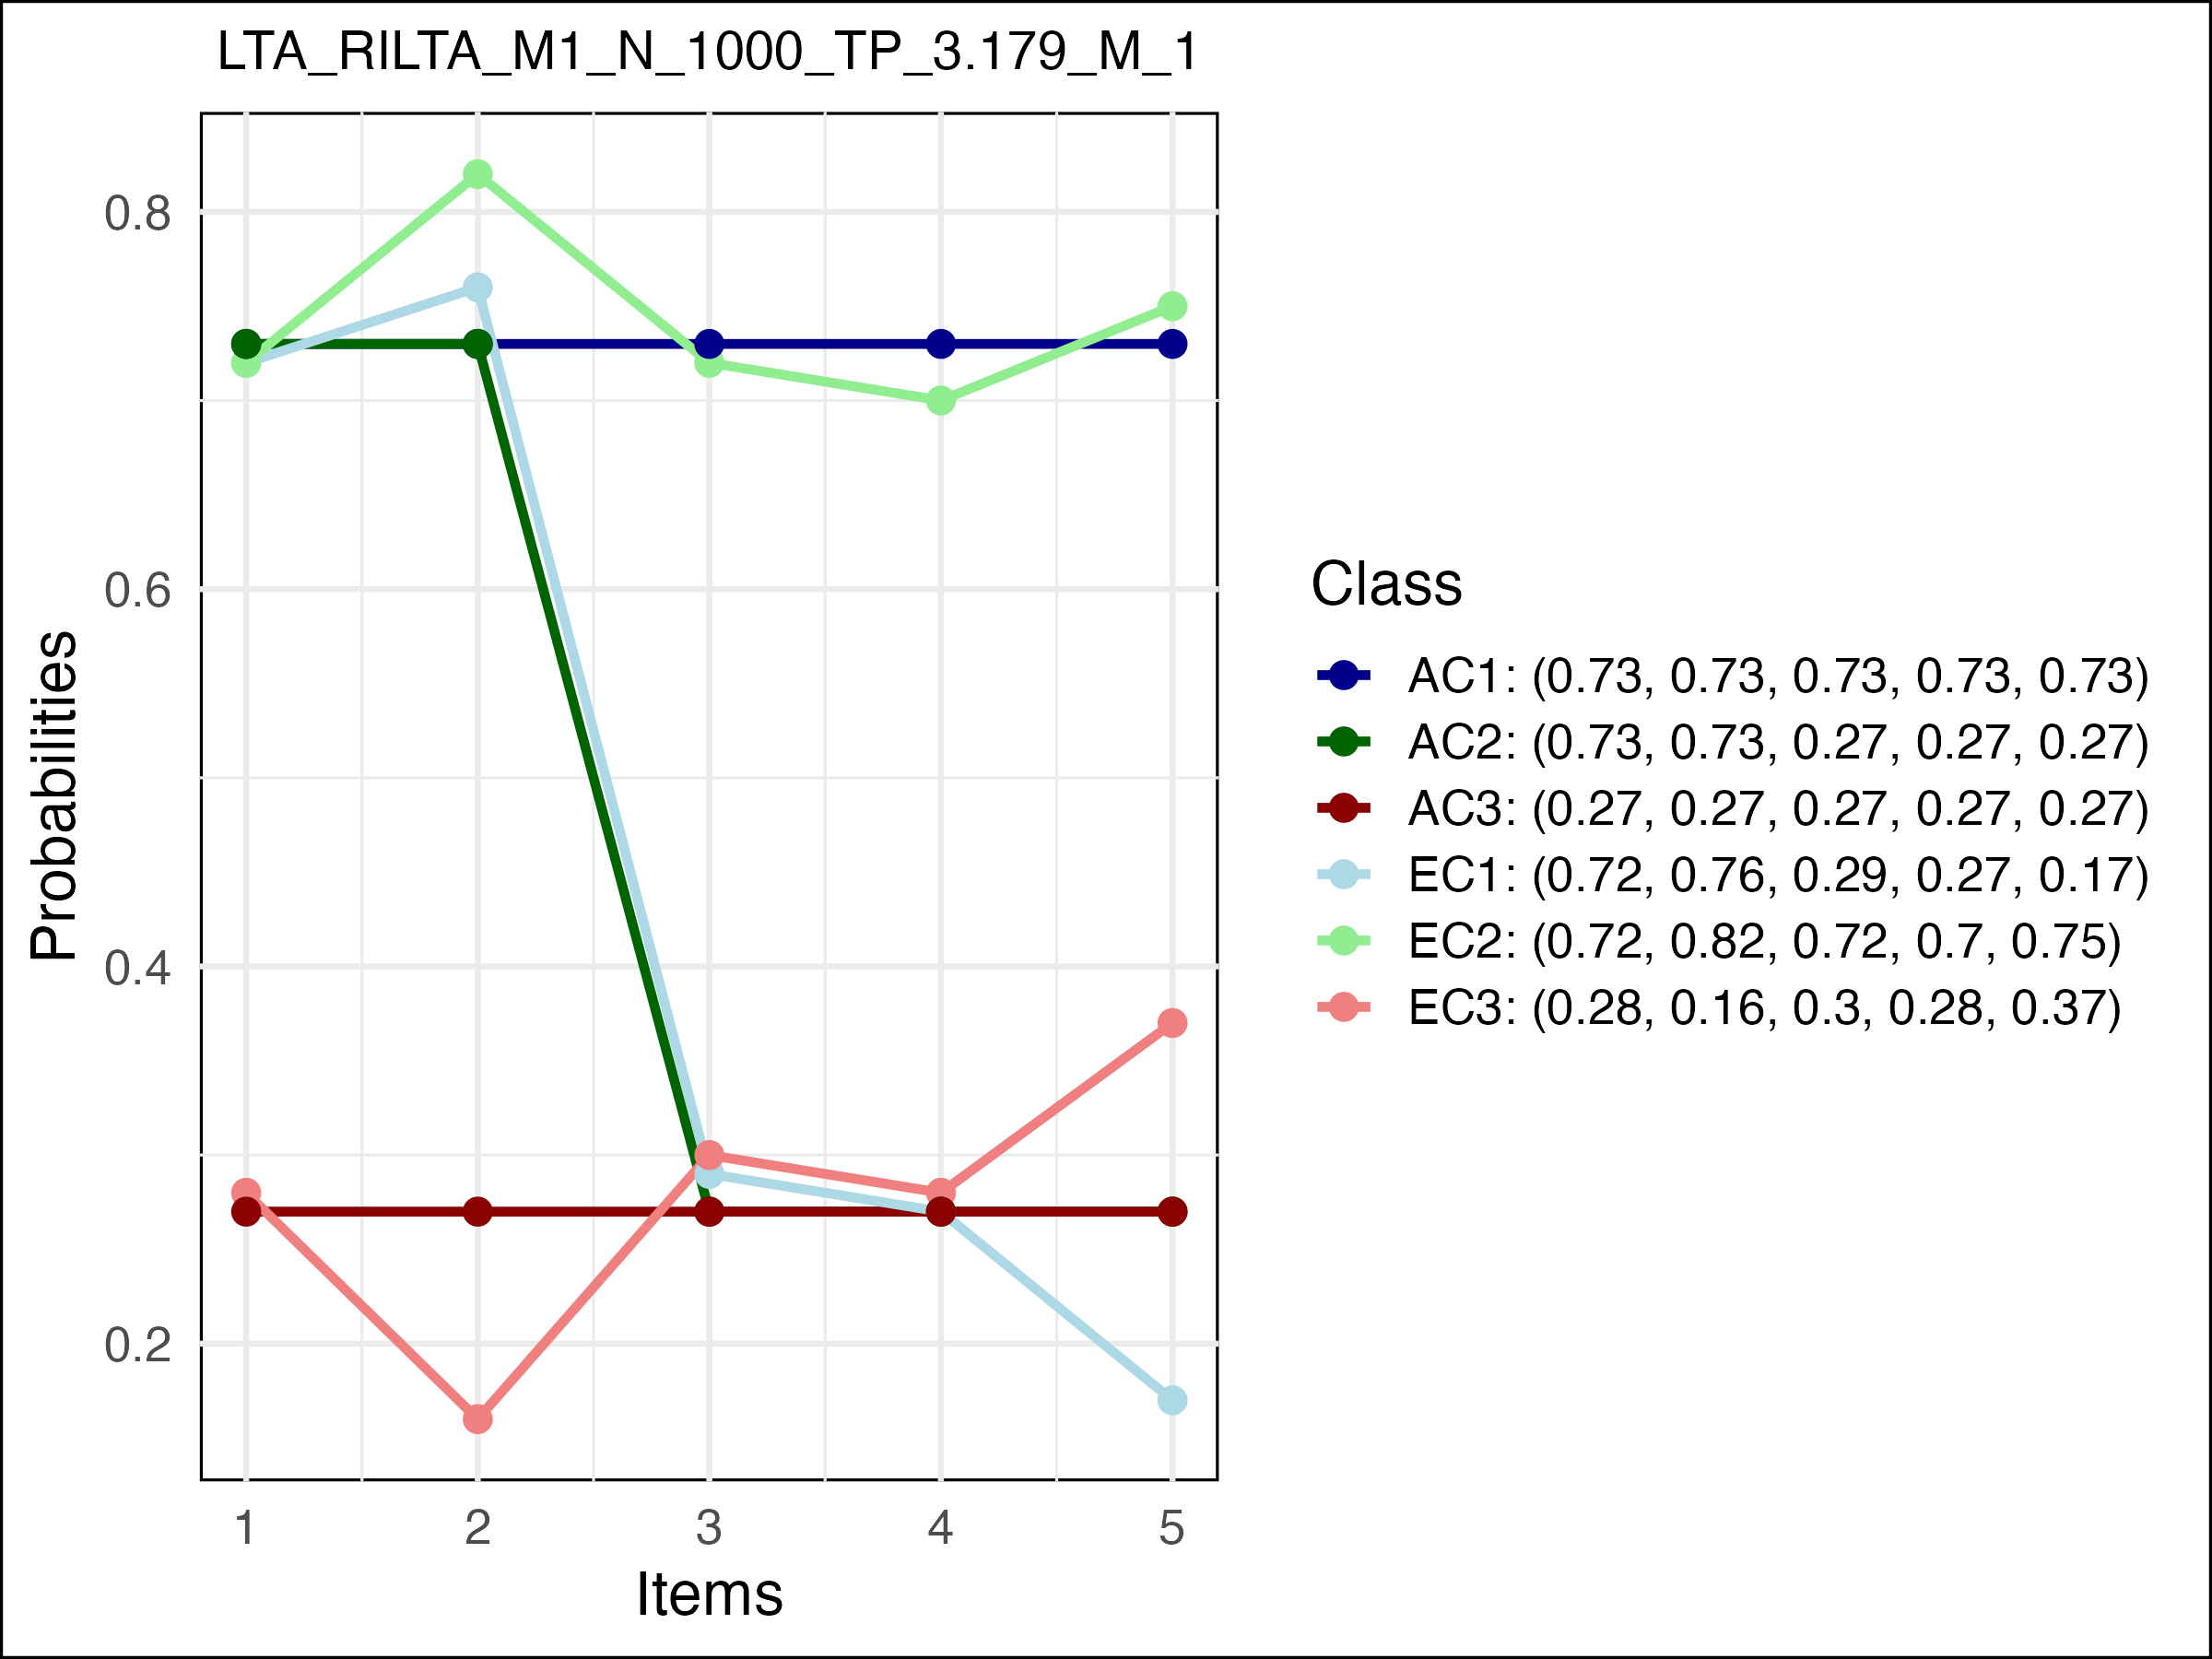 LTA_RILTA_M1_N_1000_TP_3.179_M_1
0.8
0.6
0.4
0.2
Probabilities
1 2 3 4 5
Items
Class
AC1: (0.73, 0.73, 0.73, 0.73, 0.73)
AC2: (0.73, 0.73, 0.27, 0.27, 0.27)
AC3: (0.27, 0.27, 0.27, 0.27, 0.27)
EC1: (0.72, 0.76, 0.29, 0.27, 0.17)
EC2: (0.72, 0.82, 0.72, 0.7, 0.75)
EC3: (0.28, 0.16, 0.3, 0.28, 0.37)